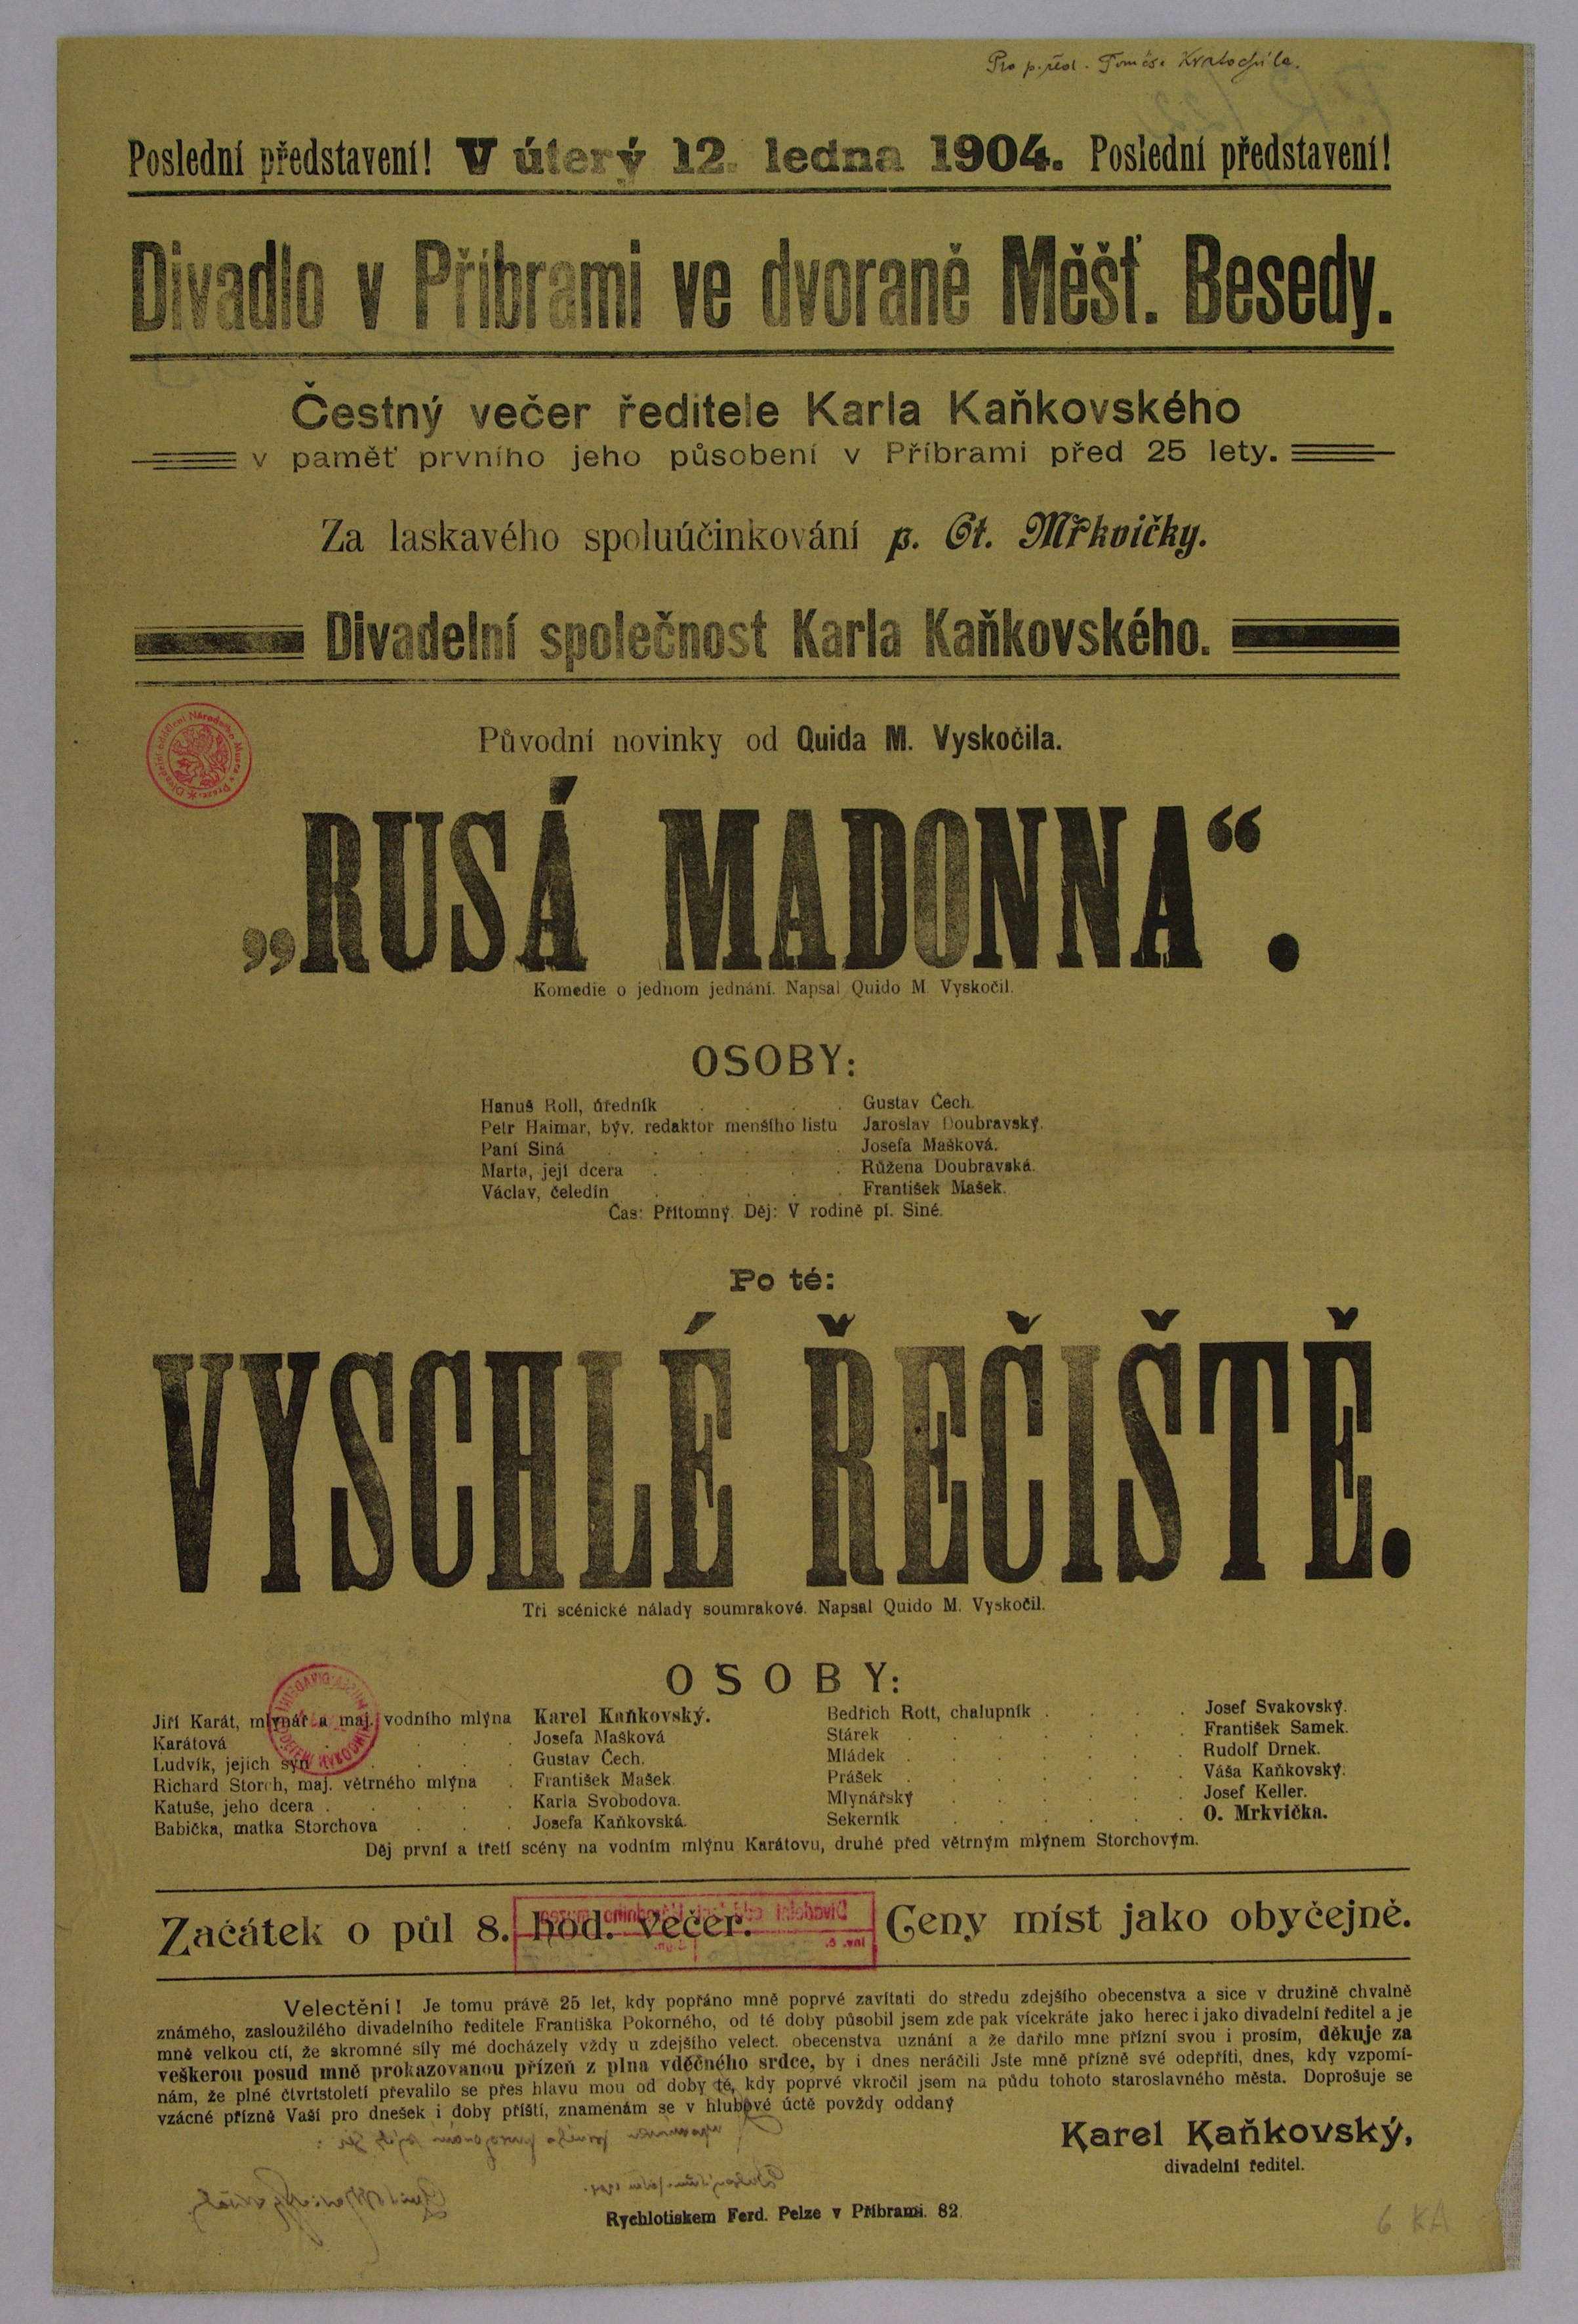 Pro p. řed. Tomáše Kratochvíla.
Poslední představení! V úterý 12. ledna 1904. Poslední představení!
Divadlo v Příbrami ve dvoraně Měšť. Besedy.
Čestný večer ředitele Karla Kaňkovského
v paměť prvního jeho působení v Příbrami před 25 lety.
Za laskavého spoluúčinkování p. Ot. Mřkvičky.
Divadelní společnost Karla Kaňkovského.
Původní novinky od Quida M. Vyskočila.
„RUSÁ MADONNA“.
Komedie o jednom jednání. Napsal Quido M. Vyskočil.
OSOBY:
Hanuš Roll, úředník . . . . Gustav Čech.
Petr Haimar, býv. redaktor menšího listu Jaroslav Doubravský.
Paní Siná . . . . . . Josefa Mašková.
Marta, její dcera . . . . . Růžena Doubravská.
Václav, čeledín . . . . . František Mašek.
Čas: Přítomný. Děj: V rodině pí. Siné.
Po té:
VYSCHLÉ ŘEČIŠTĚ.
Tři scénické nálady soumrakové. Napsal Quido M. Vyskočil.
OSOBY:
Jiří Karát, mlynář a maj. vodního mlýna Karel Kaňkovský.
Karátová . . . . . Josefa Mašková
Ludvík, jejich syn . . . . Gustav Čech.
Richard Storch, maj. větrného mlýna . František Mašek.
Katuše, jeho dcera . . . . . Karla Svobodova.
Babička, matka Storchova . . . Josefa Kaňkovská.
Bedřich Rott, chalupník . . . . Josef Svakovský.
Stárek . . . . . . František Samek.
Mládek . . . . . . Rudolf Drnek.
Prášek . . . . . . Váša Kaňkovský.
Mlynářský . . . . . Josef Keller.
Sekerník . . . . . O. Mrkvička.
Děj první a třetí scény na vodním mlýnu Karátovu, druhé před větrným mlýnem Storchovým.
Začátek o půl 8. hod. večer. Ceny míst jako obyčejně.
Velectění! Je tomu právě 25 let, kdy popřáno mně poprvé zavítati do středu zdejšího obecenstva a sice v družině chvalně
známého, zasloužilého divadelního ředitele Františka Pokorného, od té doby působil jsem zde pak vícekráte jako herec i jako divadelní ředitel a je
mně velkou ctí, že skromné síly mé docházely vždy u zdejšího velect. obecenstva uznání a že dařilo mne přízní svou i prosím, děkuje za
veškerou posud mně prokazovanou přízeň z plna vděčného srdce, by i dnes neráčili Jste mně přízně své odepříti, dnes, kdy vzpomí-
nám, že plné čtvrtstoletí převalilo se přes hlavu mou od doby té, kdy poprvé vkročil jsem na půdu tohoto staroslavného města. Doprošuje se
vzácné přízně Vaší pro dnešek i doby příští, znamenám se v hluboké úctě povždy oddaný
Karel Kaňkovský,
divadelní ředitel.
Rychlotiskem Ferd. Pelze v Příbrami. 82.
6 KA